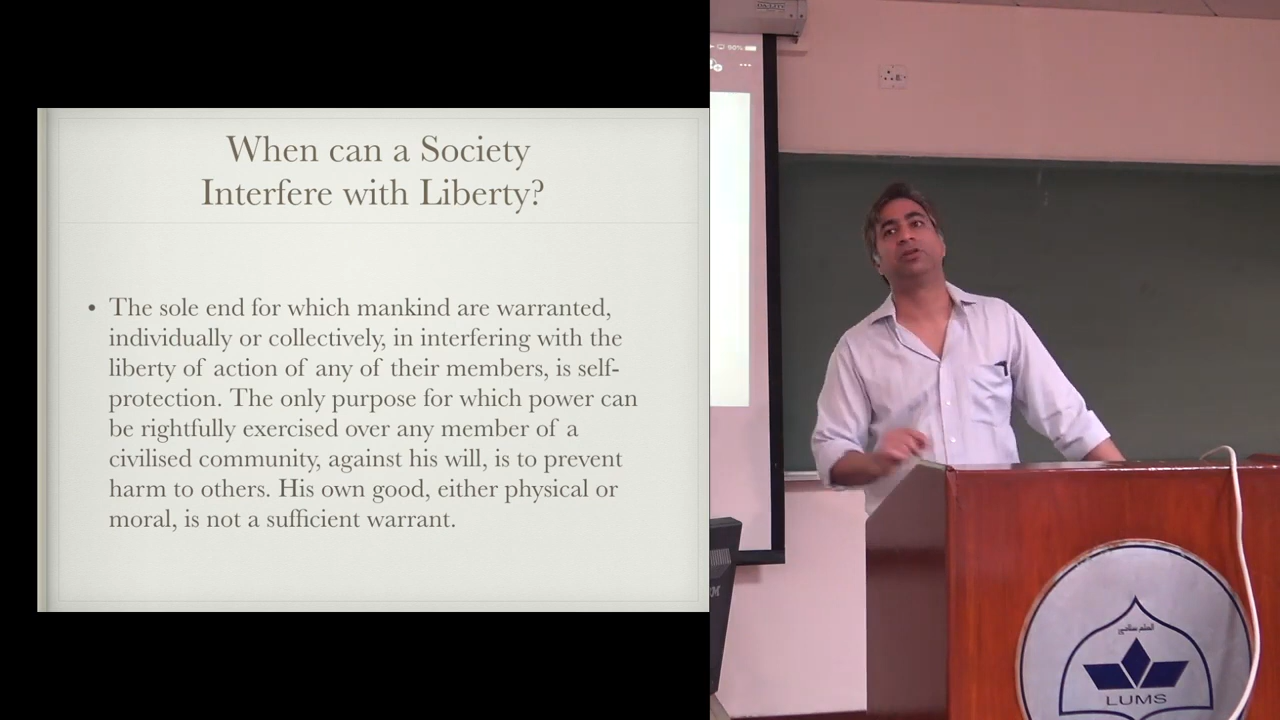 When can a Society
Interfere with Liberty?
• The sole end for which mankind are warranted,
individually or collectively, in interfering with the
liberty of action of any of their members, is self-
protection. The only purpose for which power can
be rightfully exercised over any member of a
civilised community, against his will, is to prevent
harm to others. His own good, either physical or
moral, is not a sufficient warrant.
50%
LUMS